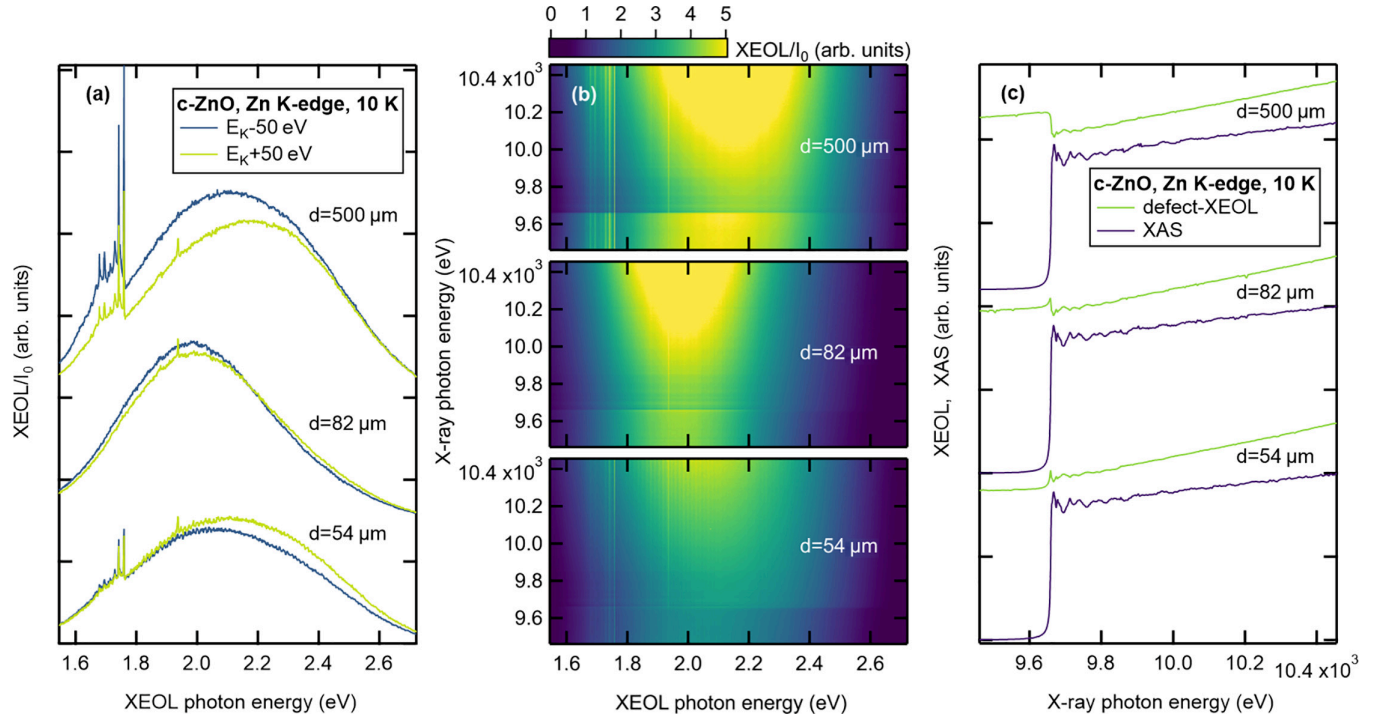 (a)
c-ZnO, Zn K-edge, 10 K
E_K-50 eV
E_K+50 eV
d=500 µm
d=82 µm
d=54 µm
XEOL/I₀ (arb. units)
1.6 1.8 2.0 2.2 2.4 2.6
XEOL photon energy (eV)
0 1 2 3 4 5
XEOL/I₀ (arb. units)
(b)
10.4 x10³
10.2
10.0
9.8
9.6
d=500 µm
10.4 x10³
10.2
10.0
9.8
9.6
d=82 µm
10.4 x10³
10.2
10.0
9.8
9.6
d=54 µm
X-ray photon energy (eV)
1.6 1.8 2.0 2.2 2.4 2.6
XEOL photon energy (eV)
(c)
d=500 µm
c-ZnO, Zn K-edge, 10 K
defect-XEOL
XAS
d=82 µm
d=54 µm
XEOL, XAS (arb. units)
9.6 9.8 10.0 10.2 10.4 x10³
X-ray photon energy (eV)